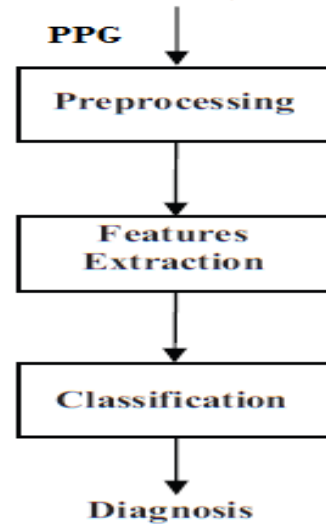 PPG
Preprocessing
Features
Extraction
Classification
Diagnosis